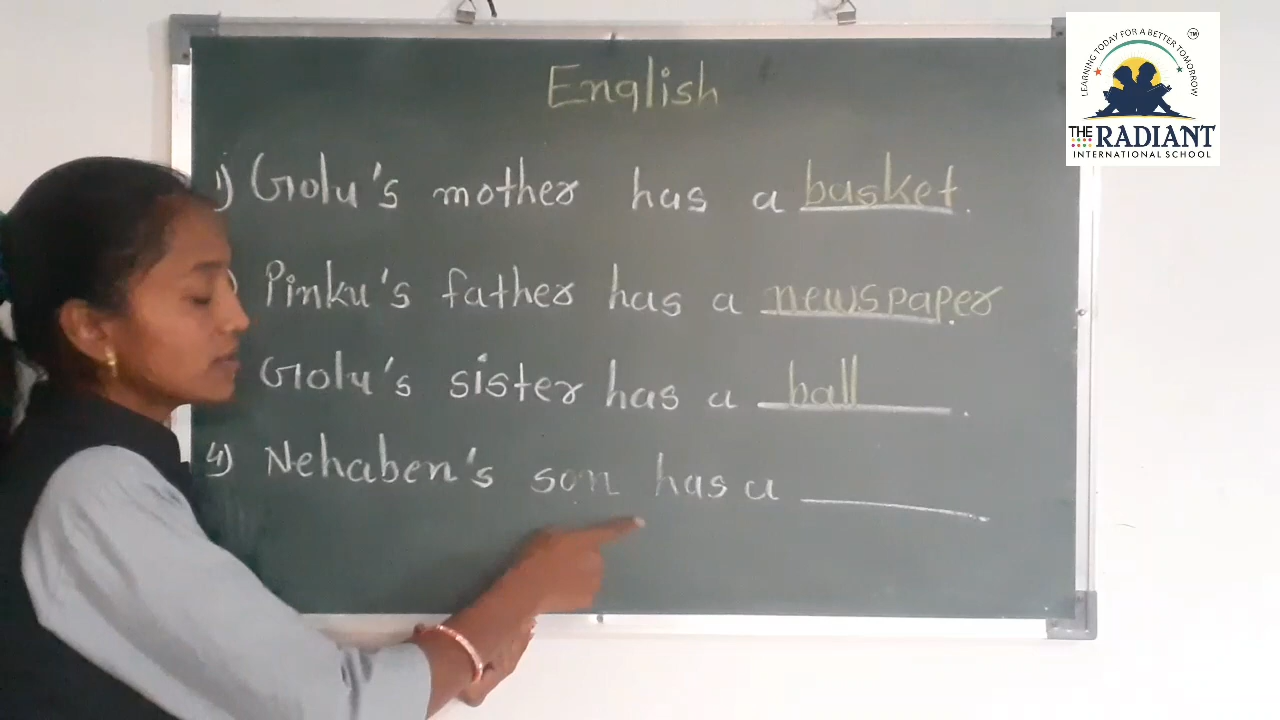 English
1) Golu's mother has a basket.
) Pinku's father has a newspaper.
Golu's sister has a ball.
4) Nehaben's son has a
LEARNING TODAY FOR A BETTER TOMORROW
TM
THE RADIANT
INTERNATIONAL SCHOOL